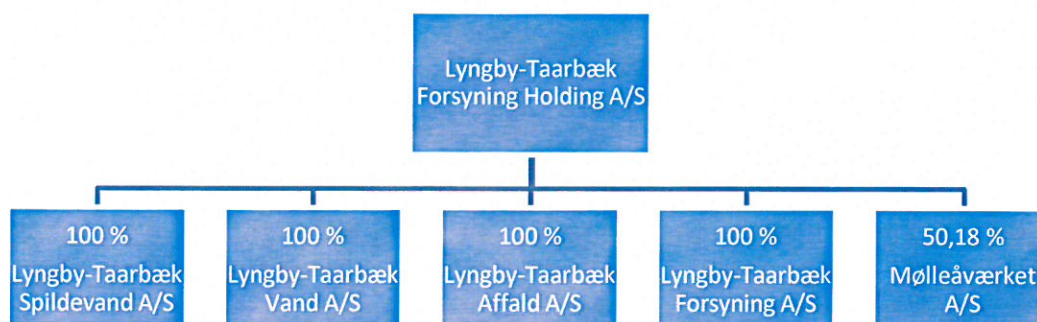 Lyngby-Taarbæk
Forsyning Holding A/S
100 %
Lyngby-Taarbæk
Spildevand A/S
100 %
Lyngby-Taarbæk
Vand A/S
100 %
Lyngby-Taarbæk
Affald A/S
100 %
Lyngby-Taarbæk
Forsyning A/S
50,18 %
Mølleåværket
A/S